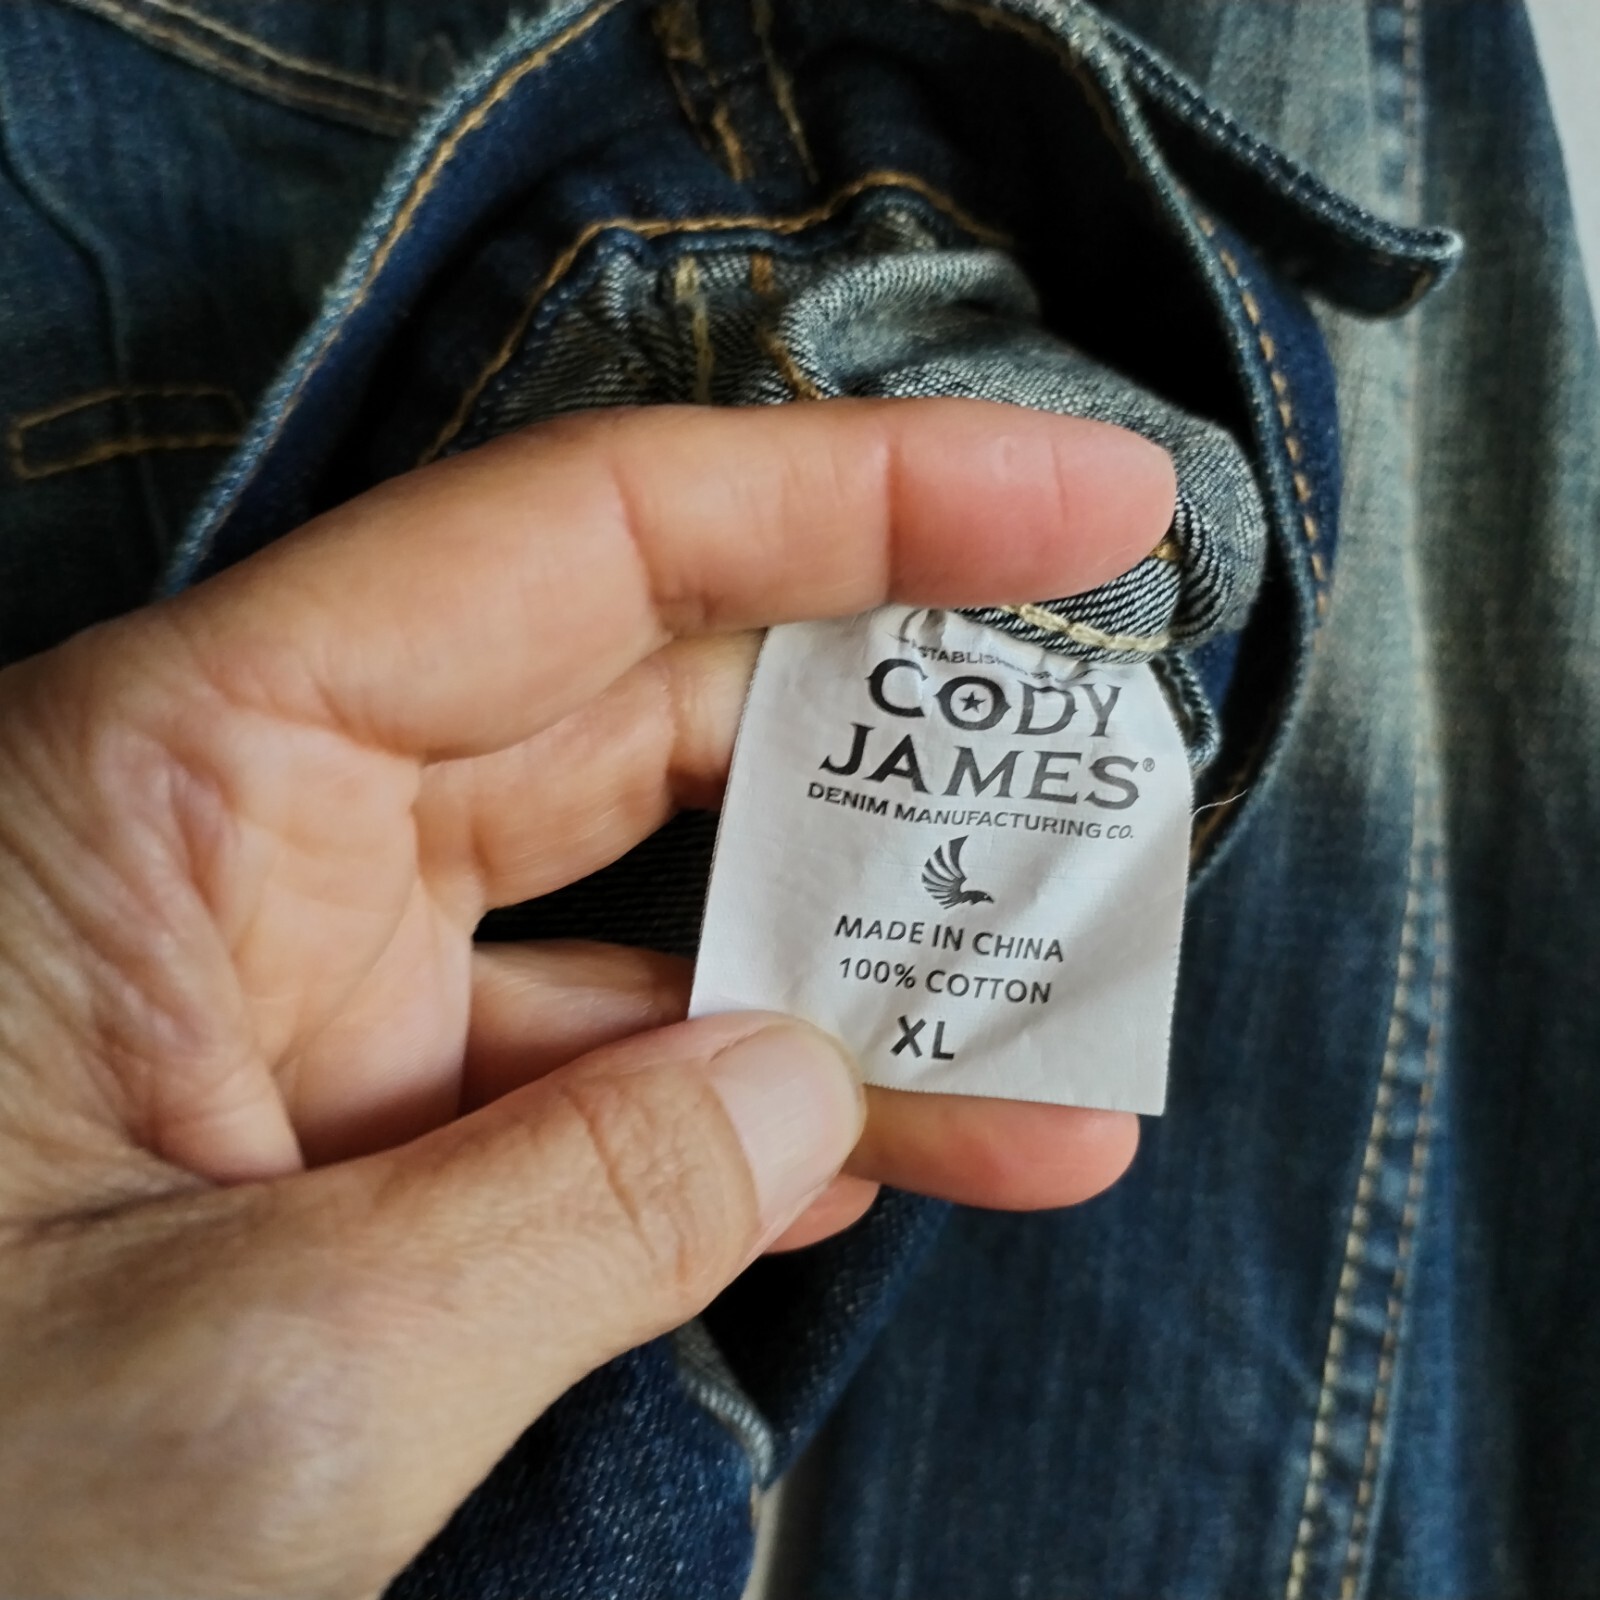 CODY
JAMES®
DENIM MANUFACTURING CO.
MADE IN CHINA
100% COTTON
XL